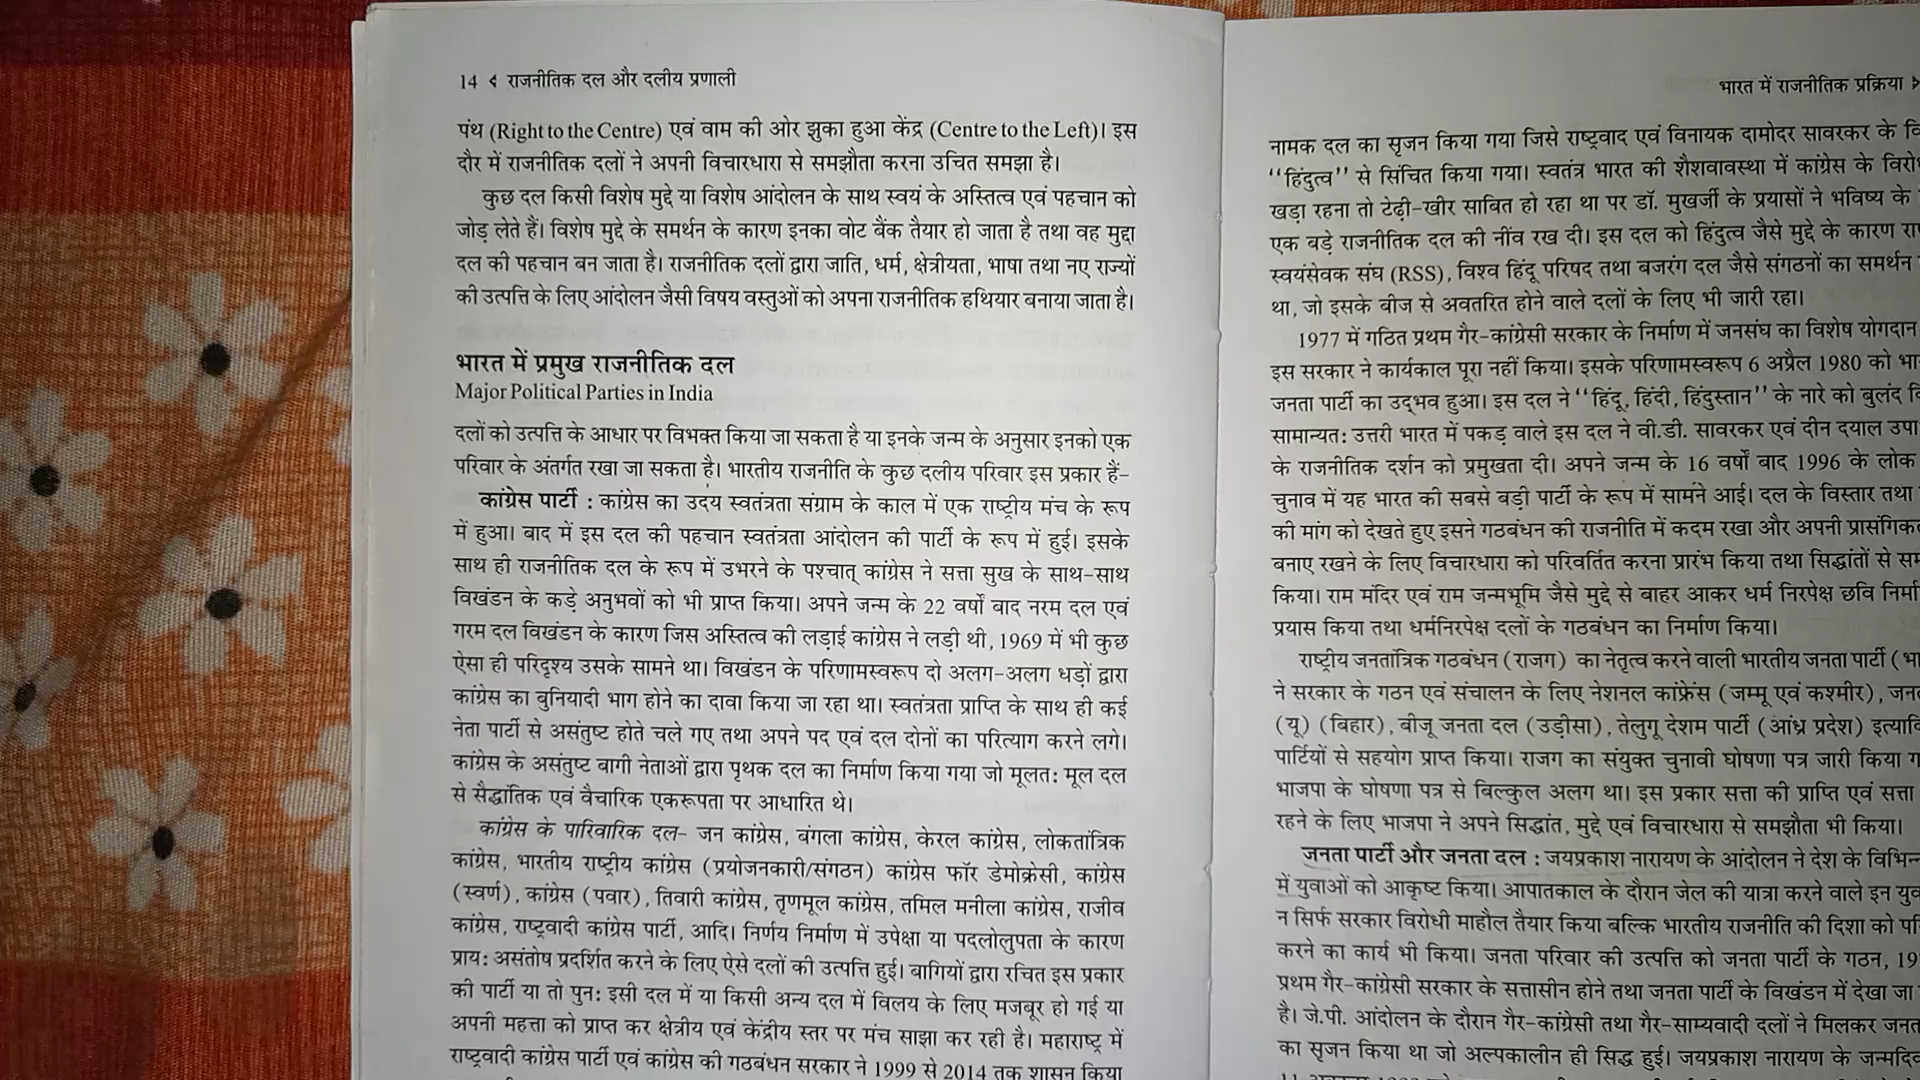 14 < राजनीतिक दल और दलीय प्रणाली
पंथ (Right to the Centre) एवं वाम की ओर झुका हुआ केंद्र (Centre to the Left)। इस
दौर में राजनीतिक दलों ने अपनी विचारधारा से समझौता करना उचित समझा है।
कुछ दल किसी विशेष मुद्दे या विशेष आंदोलन के साथ स्वयं के अस्तित्व एवं पहचान को
जोड़ लेते हैं। विशेष मुद्दे के समर्थन के कारण इनका वोट बैंक तैयार हो जाता है तथा वह मुद्दा
दल की पहचान बन जाता है। राजनीतिक दलों द्वारा जाति, धर्म, क्षेत्रीयता, भाषा तथा नए राज्यों
की उत्पत्ति के लिए आंदोलन जैसी विषय वस्तुओं को अपना राजनीतिक हथियार बनाया जाता है।
भारत में प्रमुख राजनीतिक दल
Major Political Parties in India
दलों को उत्पत्ति के आधार पर विभक्त किया जा सकता है या इनके जन्म के अनुसार इनको एक
परिवार के अंतर्गत रखा जा सकता है। भारतीय राजनीति के कुछ दलीय परिवार इस प्रकार हैं-
कांग्रेस पार्टी : कांग्रेस का उदय स्वतंत्रता संग्राम के काल में एक राष्ट्रीय मंच के रूप
में हुआ। बाद में इस दल की पहचान स्वतंत्रता आंदोलन की पार्टी के रूप में हुई। इसके
साथ ही राजनीतिक दल के रूप में उभरने के पश्चात् कांग्रेस ने सत्ता सुख के साथ-साथ
विखंडन के कड़े अनुभवों को भी प्राप्त किया। अपने जन्म के 22 वर्षों बाद नरम दल एवं
गरम दल विखंडन के कारण जिस अस्तित्व की लड़ाई कांग्रेस ने लड़ी थी, 1969 में भी कुछ
ऐसा ही परिदृश्य उसके सामने था। विखंडन के परिणामस्वरूप दो अलग-अलग धड़ों द्वारा
कांग्रेस का बुनियादी भाग होने का दावा किया जा रहा था। स्वतंत्रता प्राप्ति के साथ ही कई
नेता पार्टी से असंतुष्ट होते चले गए तथा अपने पद एवं दल दोनों का परित्याग करने लगे।
कांग्रेस के असंतुष्ट बागी नेताओं द्वारा पृथक दल का निर्माण किया गया जो मूलत: मूल दल
से सैद्धांतिक एवं वैचारिक एकरूपता पर आधारित थे।
कांग्रेस के पारिवारिक दल- जन कांग्रेस, बंगला कांग्रेस, केरल कांग्रेस, लोकतांत्रिक
कांग्रेस, भारतीय राष्ट्रीय कांग्रेस (प्रयोजनकारी/संगठन) कांग्रेस फॉर डेमोक्रेसी, कांग्रेस
(स्वर्ण), कांग्रेस (पवार), तिवारी कांग्रेस, तृणमूल कांग्रेस, तमिल मनीला कांग्रेस, राजीव
कांग्रेस, राष्ट्रवादी कांग्रेस पार्टी, आदि। निर्णय निर्माण में उपेक्षा या पदलोलुपता के कारण
प्राय: असंतोष प्रदर्शित करने के लिए ऐसे दलों की उत्पत्ति हुई। बागियों द्वारा रचित इस प्रकार
की पार्टी या तो पुन: इसी दल में या किसी अन्य दल में विलय के लिए मजबूर हो गई या
अपनी महत्ता को प्राप्त कर क्षेत्रीय एवं केंद्रीय स्तर पर मंच साझा कर रही है। महाराष्ट्र में
राष्ट्रवादी कांग्रेस पार्टी एवं कांग्रेस की गठबंधन सरकार ने 1999 से 2014 तक शासन किया
भारत में राजनीतिक प्रक्रिया >
नामक दल का सृजन किया गया जिसे राष्ट्रवाद एवं विनायक दामोदर सावरकर के
‘‘हिंदुत्व’’ से सिंचित किया गया। स्वतंत्र भारत की शैशवावस्था में कांग्रेस के
खड़ा रहना तो टेढ़ी-खीर साबित हो रहा था पर डॉ. मुखर्जी के प्रयासों ने भविष्य के
एक बड़े राजनीतिक दल की नींव रख दी। इस दल को हिंदुत्व जैसे मुद्दे के कारण
स्वयंसेवक संघ (RSS), विश्व हिंदू परिषद तथा बजरंग दल जैसे संगठनों का समर्थन
था, जो इसके बीज से अवतरित होने वाले दलों के लिए भी जारी रहा।
1977 में गठित प्रथम गैर-कांग्रेसी सरकार के निर्माण में जनसंघ का विशेष योगदान
इस सरकार ने कार्यकाल पूरा नहीं किया। इसके परिणामस्वरूप 6 अप्रैल 1980 को
जनता पार्टी का उद्भव हुआ। इस दल ने ‘‘हिंदू, हिंदी, हिंदुस्तान’’ के नारे को बुलंद
सामान्यत: उत्तरी भारत में पकड़ वाले इस दल ने वी.डी. सावरकर एवं दीन दयाल
के राजनीतिक दर्शन को प्रमुखता दी। अपने जन्म के 16 वर्षों बाद 1996 के लोक
चुनाव में यह भारत की सबसे बड़ी पार्टी के रूप में सामने आई। दल के विस्तार तथा
की मांग को देखते हुए इसने गठबंधन की राजनीति में कदम रखा और अपनी
बनाए रखने के लिए विचारधारा को परिवर्तित करना प्रारंभ किया तथा सिद्धांतों से
किया। राम मंदिर एवं राम जन्मभूमि जैसे मुद्दे से बाहर आकर धर्म निरपेक्ष छवि
प्रयास किया तथा धर्मनिरपेक्ष दलों के गठबंधन का निर्माण किया।
राष्ट्रीय जनतांत्रिक गठबंधन (राजग) का नेतृत्व करने वाली भारतीय जनता पार्टी
ने सरकार के गठन एवं संचालन के लिए नेशनल कांफ्रेंस (जम्मू एवं कश्मीर),
(यू) (बिहार), बीजू जनता दल (उड़ीसा), तेलुगू देशम पार्टी (आंध्र प्रदेश)
पार्टियों से सहयोग प्राप्त किया। राजग का संयुक्त चुनावी घोषणा पत्र जारी किया
भाजपा के घोषणा पत्र से बिल्कुल अलग था। इस प्रकार सत्ता की प्राप्ति एवं सत्ता
रहने के लिए भाजपा ने अपने सिद्धांत, मुद्दे एवं विचारधारा से समझौता भी किया।
जनता पार्टी और जनता दल : जयप्रकाश नारायण के आंदोलन ने देश के
में युवाओं को आकृष्ट किया। आपातकाल के दौरान जेल की यात्रा करने वाले इन
न सिर्फ सरकार विरोधी माहौल तैयार किया बल्कि भारतीय राजनीति की दिशा को
करने का कार्य भी किया। जनता परिवार की उत्पत्ति को जनता पार्टी के गठन,
प्रथम गैर-कांग्रेसी सरकार के सत्तासीन होने तथा जनता पार्टी के विखंडन में देखा जा
है। जे.पी. आंदोलन के दौरान गैर-कांग्रेसी तथा गैर-साम्यवादी दलों ने मिलकर
का सृजन किया था जो अल्पकालीन ही सिद्ध हुई। जयप्रकाश नारायण के